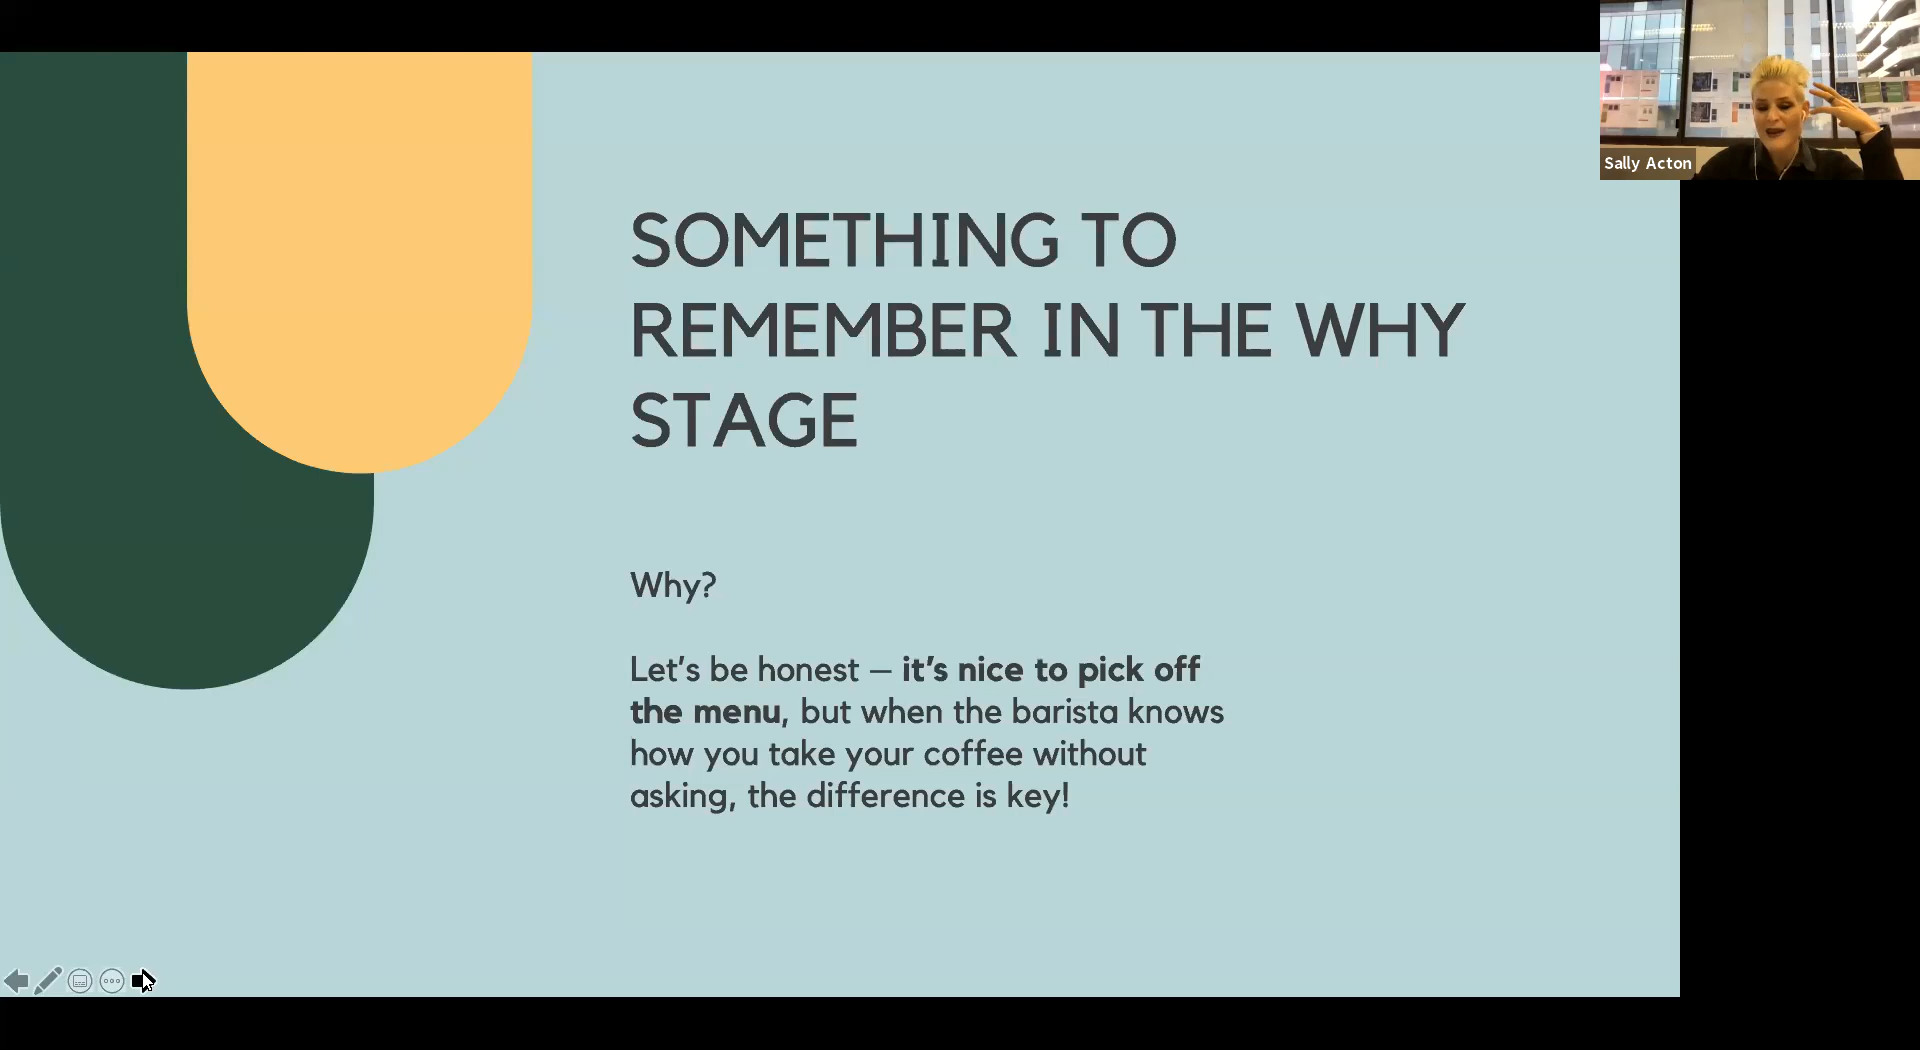 Sally Acton
SOMETHING TO
REMEMBER IN THE WHY
STAGE
Why?
Let’s be honest – it’s nice to pick off
the menu, but when the barista knows
how you take your coffee without
asking, the difference is key!